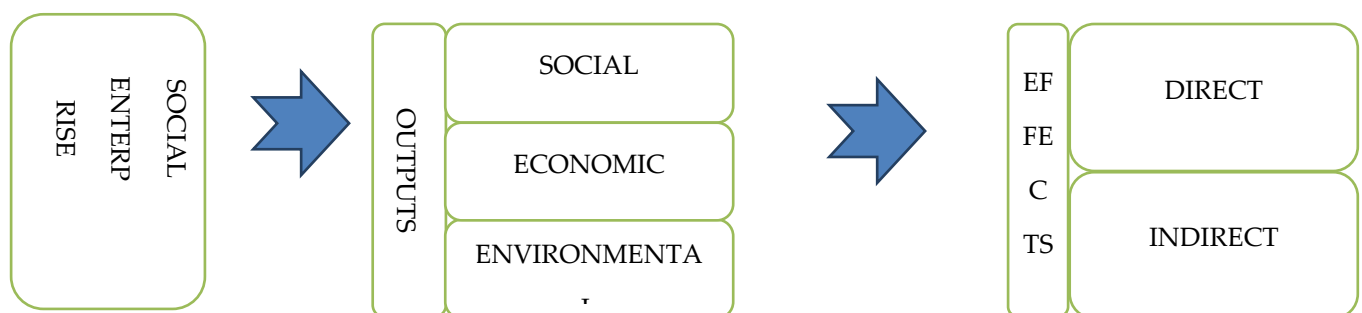 SOCIAL
ENTERP
RISE
OUTPUTS
SOCIAL
ECONOMIC
ENVIRONMENTA
EF
FE
C
TS
DIRECT
INDIRECT